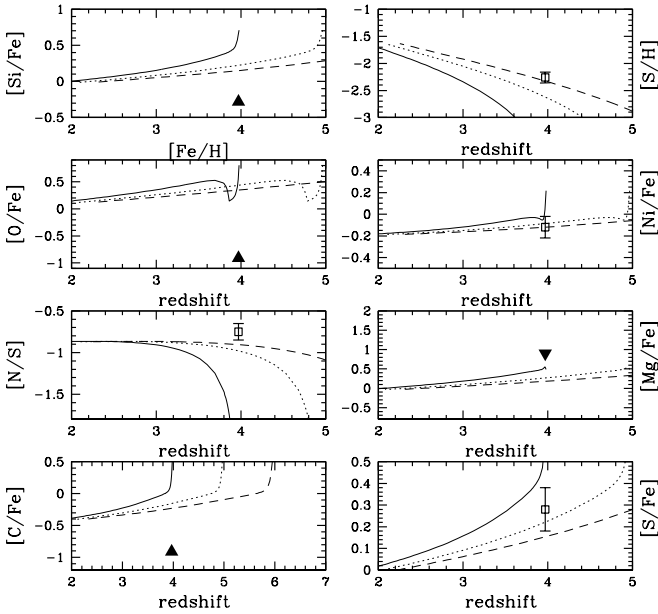 [Si/Fe]
1
0.5
0
-0.5
2 3 4 5
[Fe/H]
[S/H]
-1
-1.5
-2
-2.5
-3
2 3 4 5
redshift
[O/Fe]
0.5
0
-0.5
-1
2 3 4 5
redshift
[Ni/Fe]
0.4
0.2
0
-0.2
-0.4
2 3 4 5
redshift
[N/S]
-0.5
-1
-1.5
2 3 4 5
redshift
[Mg/Fe]
2
1.5
1
0.5
0
-0.5
2 3 4 5
redshift
[C/Fe]
0.5
0
-0.5
-1
2 3 4 5 6 7
redshift
[S/Fe]
0.5
0.4
0.3
0.2
0.1
0
2 3 4 5
redshift